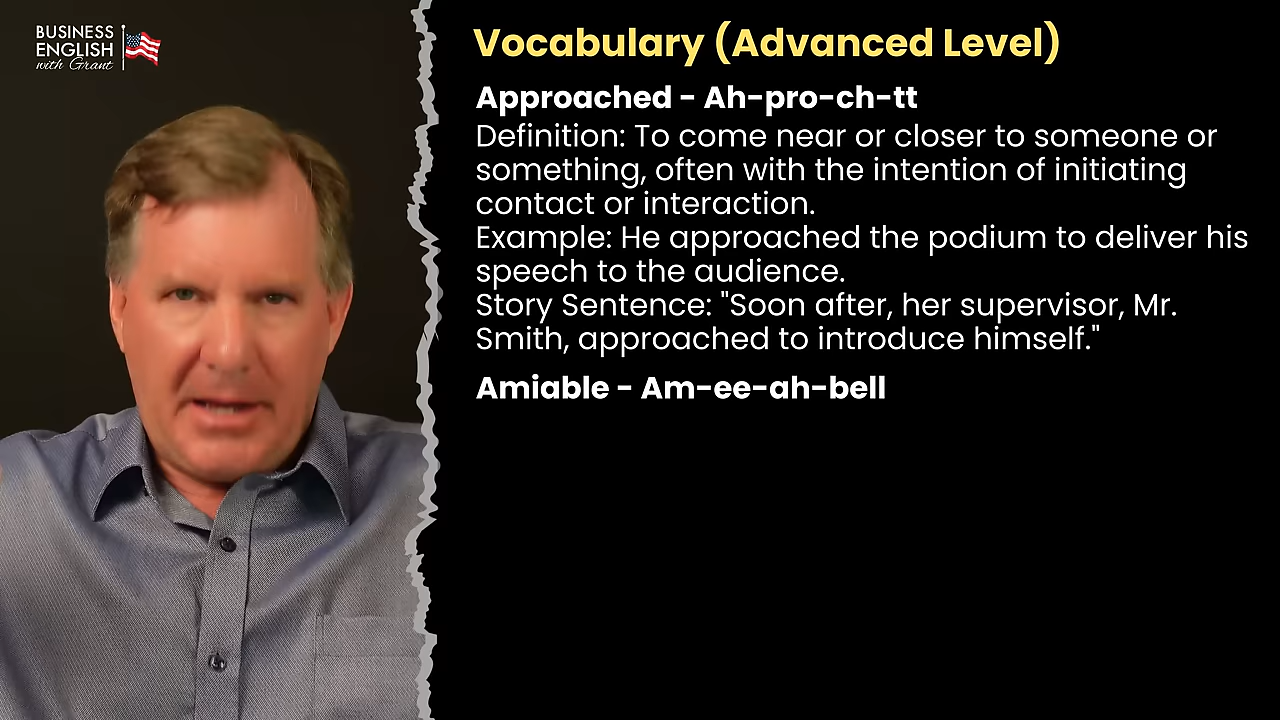 BUSINESS
ENGLISH
with Grant
Vocabulary (Advanced Level)
Approached - Ah-pro-ch-tt
Definition: To come near or closer to someone or
something, often with the intention of initiating
contact or interaction.
Example: He approached the podium to deliver his
speech to the audience.
Story Sentence: "Soon after, her supervisor, Mr.
Smith, approached to introduce himself."
Amiable - Am-ee-ah-bell